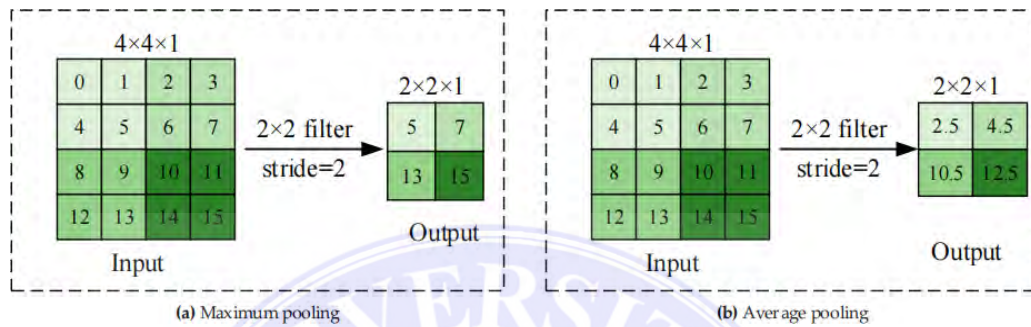 4×4×1
0 1 2 3
4 5 6 7
8 9 10 11
12 13 14 15
Input
2×2 filter
stride=2
2×2×1
5 7
13 15
Output
(a) Maximum pooling
4×4×1
0 1 2 3
4 5 6 7
8 9 10 11
12 13 14 15
Input
2×2 filter
stride=2
2×2×1
2.5 4.5
10.5 12.5
Output
(b) Average pooling
VERS